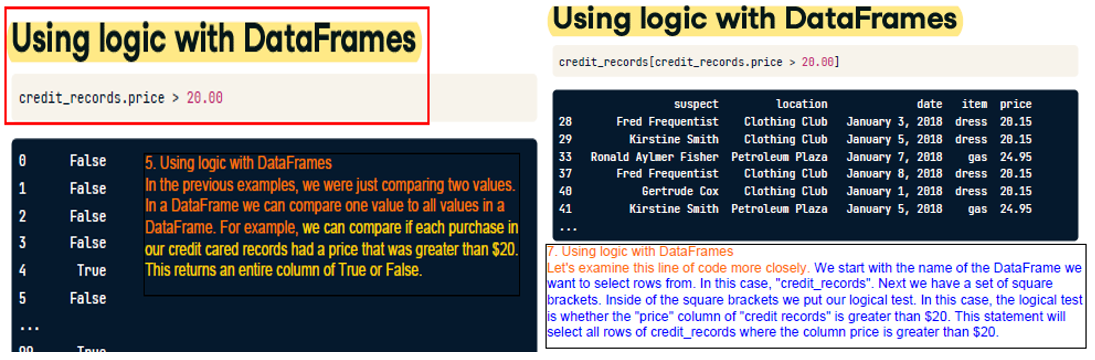 Using logic with DataFrames
credit_records.price > 20.00
0 False
1 False
2 False
3 False
4 True
5 False
...
5. Using logic with DataFrames
In the previous examples, we were just comparing two values.
In a DataFrame we can compare one value to all values in a
DataFrame. For example, we can compare if each purchase in
our credit cared records had a price that was greater than $20.
This returns an entire column of True or False.
Using logic with DataFrames
credit_records[credit_records.price > 20.00]
suspect location date item price
28 Fred Frequentist Clothing Club January 3, 2018 dress 20.15
29 Kirstine Smith Clothing Club January 5, 2018 dress 20.15
33 Ronald Aylmer Fisher Petroleum Plaza January 7, 2018 gas 24.95
37 Fred Frequentist Clothing Club January 8, 2018 dress 20.15
40 Gertrude Cox Clothing Club January 1, 2018 dress 20.15
41 Kirstine Smith Petroleum Plaza January 5, 2018 gas 24.95
...
7. Using logic with DataFrames
Let's examine this line of code more closely. We start with the name of the DataFrame we
want to select rows from. In this case, "credit_records". Next we have a set of square
brackets. Inside of the square brackets we put our logical test. In this case, the logical test
is whether the "price" column of "credit records" is greater than $20. This statement will
select all rows of credit_records where the column price is greater than $20.